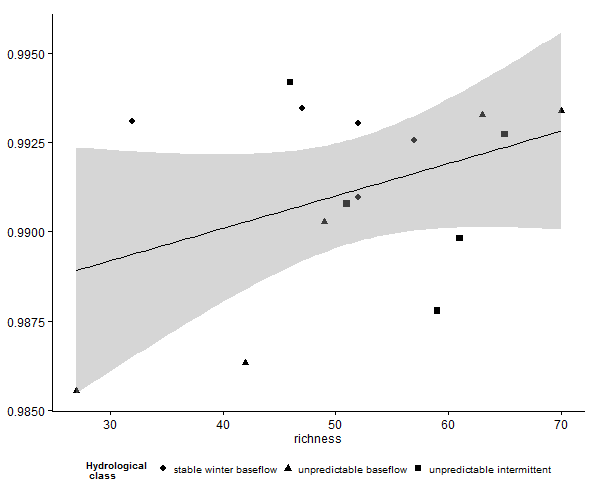 0.9950
0.9925
0.9900
0.9875
0.9850
30 40 50 60 70
richness
Hydrological
class
stable winter baseflow unpredictable baseflow unpredictable intermittent